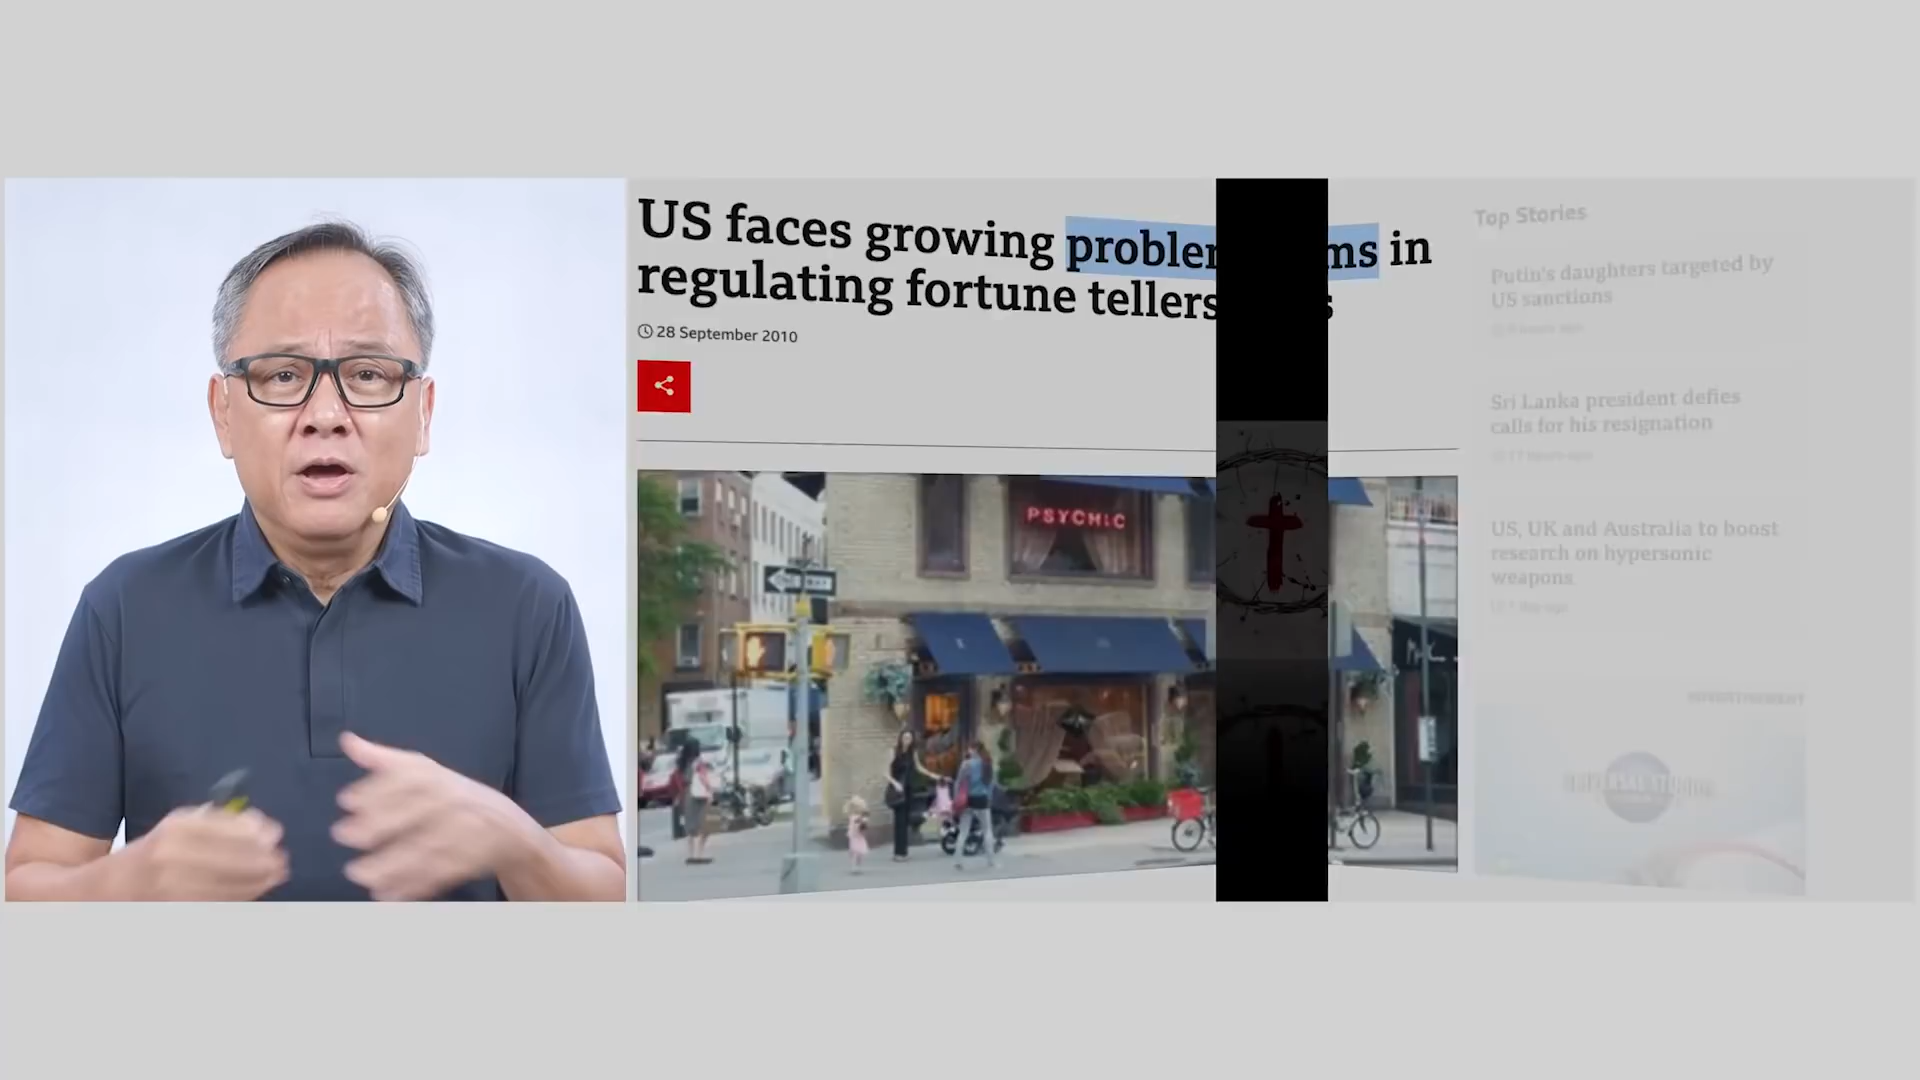 US faces growing problem ms in
regulating fortune tellers s
28 September 2010
PSYCHIC
Top Stories
Putin's daughters targeted by
US sanctions
Sri Lanka president defies
calls for his resignation
US, UK and Australia to boost
research on hypersonic
weapons
ADVERTISEMENT